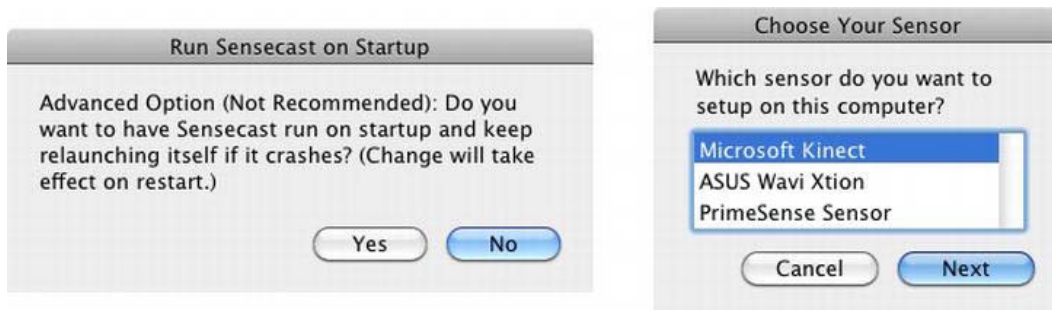 Run Sensecast on Startup
Advanced Option (Not Recommended): Do you
want to have Sensecast run on startup and keep
relaunching itself if it crashes? (Change will take
effect on restart.)
Yes
No
Choose Your Sensor
Which sensor do you want to
setup on this computer?
Microsoft Kinect
ASUS Wavi Xtion
PrimeSense Sensor
Cancel
Next